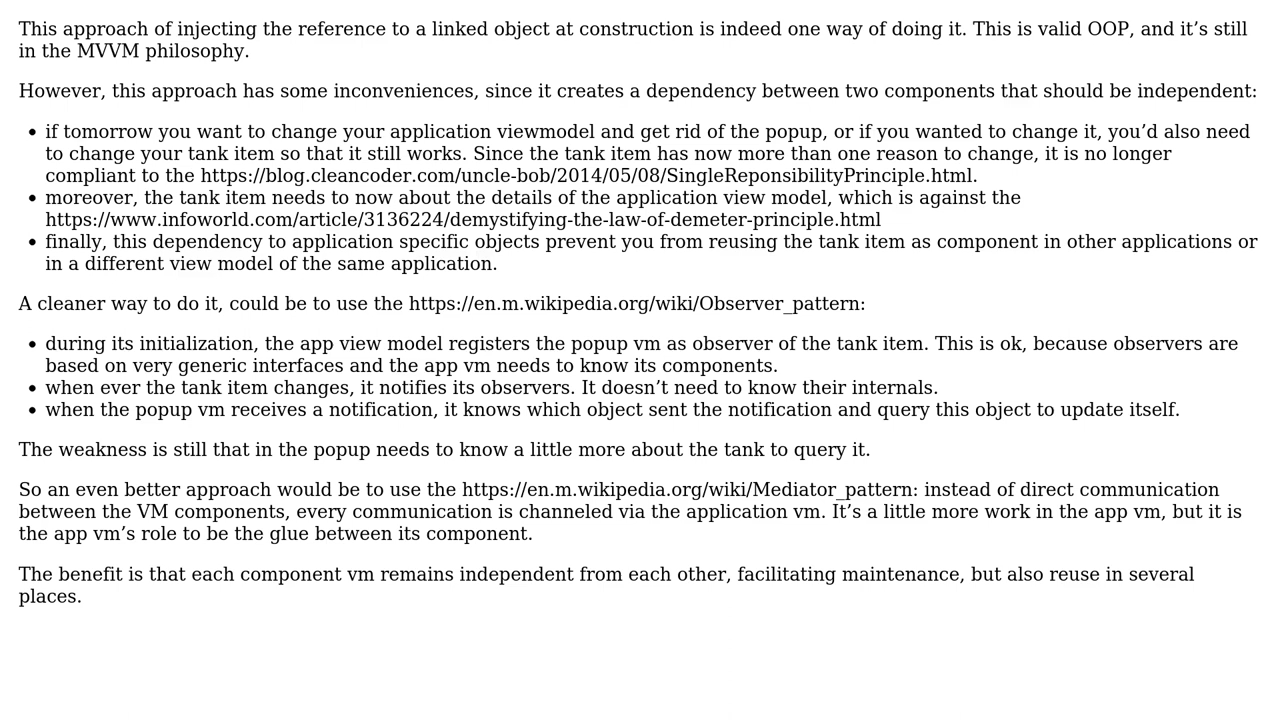 This approach of injecting the reference to a linked object at construction is indeed one way of doing it. This is valid OOP, and it’s still
in the MVVM philosophy.
However, this approach has some inconveniences, since it creates a dependency between two components that should be independent:
• if tomorrow you want to change your application viewmodel and get rid of the popup, or if you wanted to change it, you’d also need
to change your tank item so that it still works. Since the tank item has now more than one reason to change, it is no longer
compliant to the https://blog.cleancoder.com/uncle-bob/2014/05/08/SingleReponsibilityPrinciple.html.
• moreover, the tank item needs to now about the details of the application view model, which is against the
https://www.infoworld.com/article/3136224/demystifying-the-law-of-demeter-principle.html
• finally, this dependency to application specific objects prevent you from reusing the tank item as component in other applications or
in a different view model of the same application.
A cleaner way to do it, could be to use the https://en.m.wikipedia.org/wiki/Observer_pattern:
• during its initialization, the app view model registers the popup vm as observer of the tank item. This is ok, because observers are
based on very generic interfaces and the app vm needs to know its components.
• when ever the tank item changes, it notifies its observers. It doesn’t need to know their internals.
• when the popup vm receives a notification, it knows which object sent the notification and query this object to update itself.
The weakness is still that in the popup needs to know a little more about the tank to query it.
So an even better approach would be to use the https://en.m.wikipedia.org/wiki/Mediator_pattern: instead of direct communication
between the VM components, every communication is channeled via the application vm. It’s a little more work in the app vm, but it is
the app vm’s role to be the glue between its component.
The benefit is that each component vm remains independent from each other, facilitating maintenance, but also reuse in several
places.